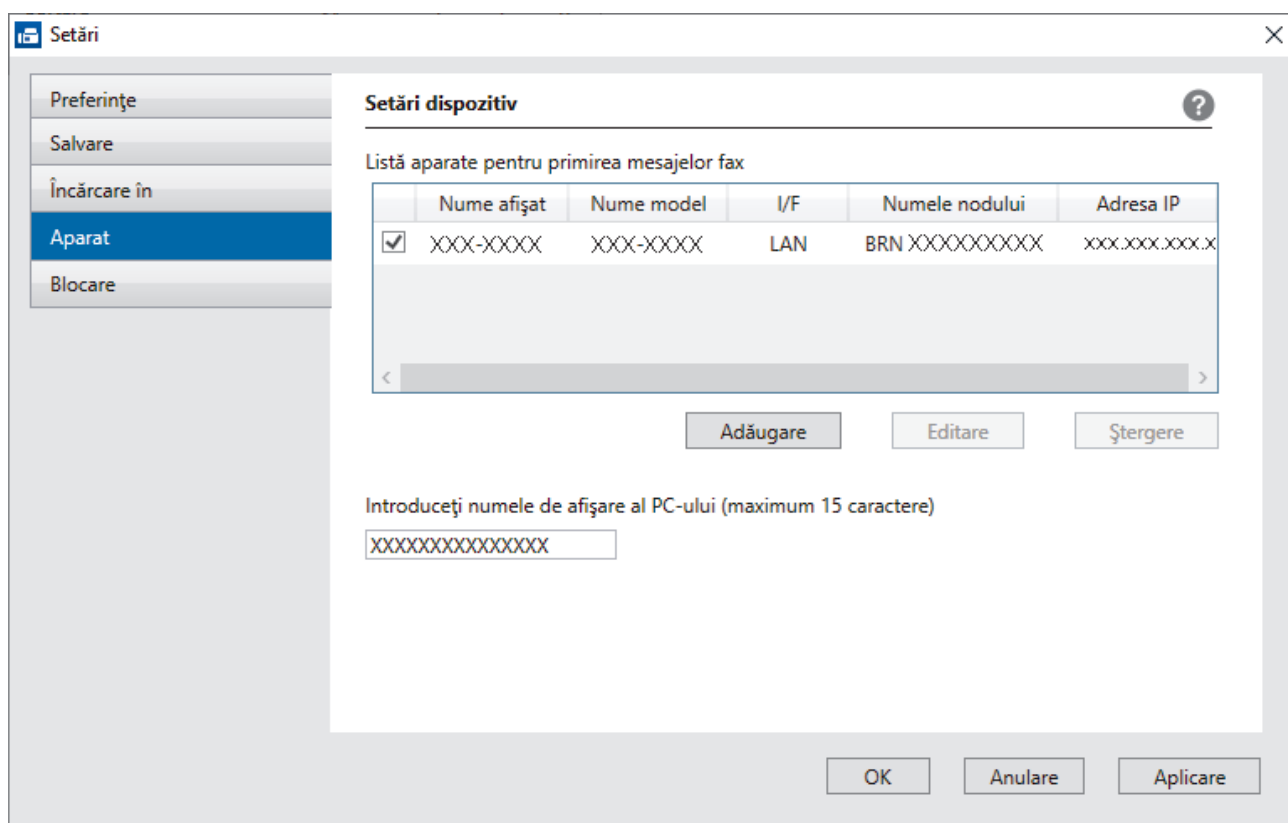 Setări
Preferinţe
Salvare
Încărcare în
Aparat
Blocare
Setări dispozitiv
?
Listă aparate pentru primirea mesajelor fax
Nume afişat Nume model I/F Numele nodului Adresa IP
XXX-XXXX XXX-XXXX LAN BRN XXXXXXXXX XXX.XXX.XXX.X
Adăugare Editare Ştergere
Introduceţi numele de afişare al PC-ului (maximum 15 caractere)
XXXXXXXXXXXXXXX
OK Anulare Aplicare